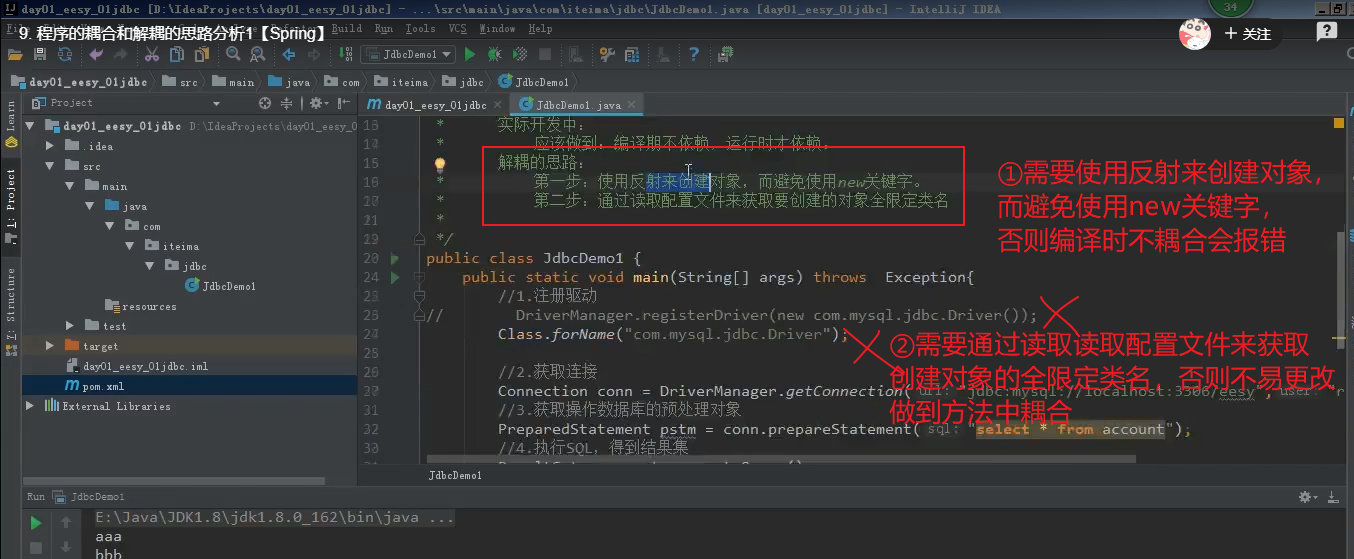 day01_eesy_01jdbc [D:\IdeaProjects\day01_eesy_01jdbc] - ...\src\main\java\com\iteima\jdbc\JdbcDemo1.java [day01_eesy_01jdbc] - IntelliJ IDEA
34
9. 程序的耦合和解耦的思路分析1【Spring】
Build Run Tools VCS Window Help
+ 关注
JdbcDemo1
day01_eesy_01jdbc src main java com iteima jdbc JdbcDemo1
Project
day01_eesy_01jdbc
JdbcDemo1.java
Learn
1: Project
7: Structure
day01_eesy_01jdbc D:\IdeaProjects\day01_eesy_0
.idea
src
main
java
com
iteima
jdbc
JdbcDemo1
resources
test
target
day01_eesy_01jdbc.iml
pom.xml
External Libraries
* 实际开发中:
* 应该做到:编译期不依赖,运行时才依赖。
15 解耦的思路:
* 第一步:使用反射来创建对象,而避免使用new关键字。
* 第二步:通过读取配置文件来获取要创建的对象全限定类名
*
*/
public class JdbcDemo1 {
public static void main(String[] args) throws Exception{
//1.注册驱动
// DriverManager.registerDriver(new com.mysql.jdbc.Driver());
Class.forName("com.mysql.jdbc.Driver");
//2.获取连接
Connection conn = DriverManager.getConnection( url: "jdbc:mysql://localhost:3306/eesy", user: "r
//3.获取操作数据库的预处理对象
PreparedStatement pstm = conn.prepareStatement( sql: "select * from account");
//4.执行SQL,得到结果集
①需要使用反射来创建对象,
而避免使用new关键字,
否则编译时不耦合会报错
②需要通过读取读取配置文件来获取
创建对象的全限定类名,否则不易更改
做到方法中耦合
JdbcDemo1
Run JdbcDemo1
E:\Java\JDK1.8\jdk1.8.0_162\bin\java ...
aaa
bbb